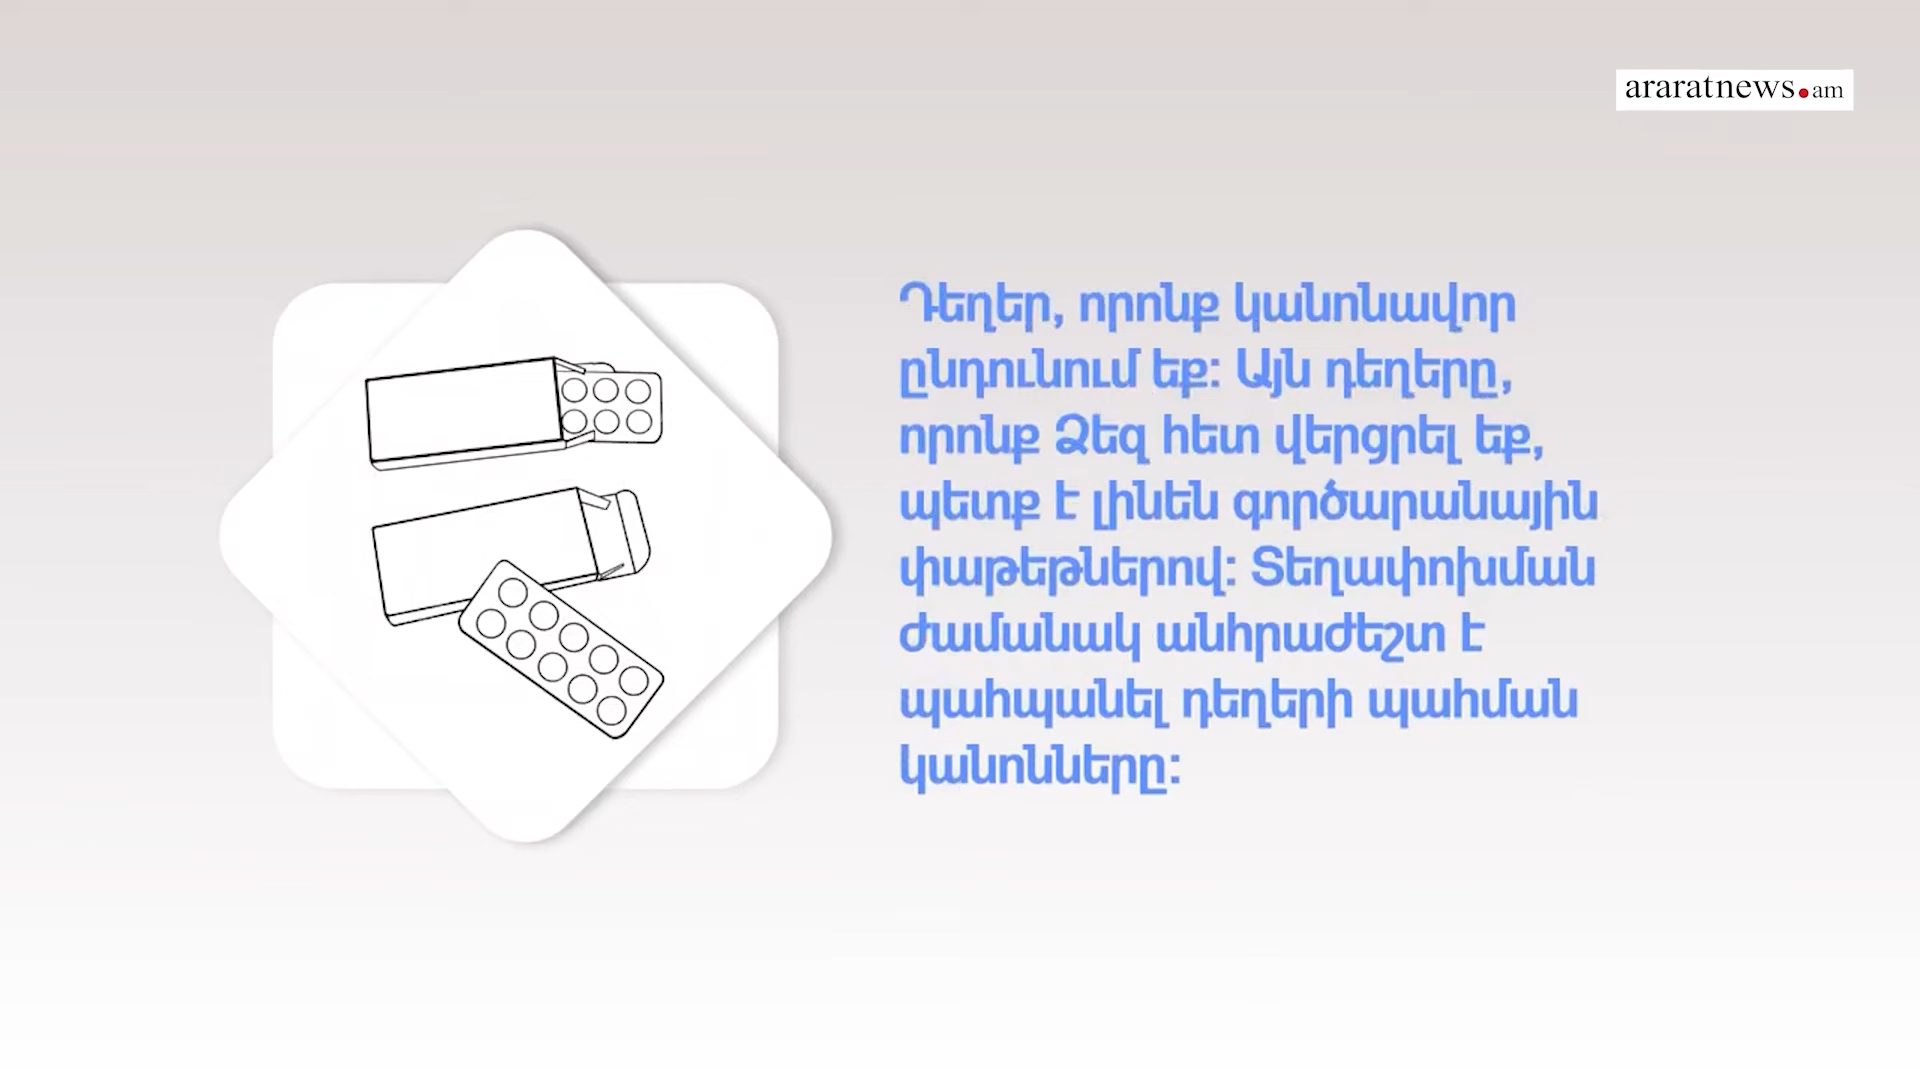 araratnews.am
Դեղեր, որոնք կանոնավոր
ընդունում եք: Այն դեղերը,
որոնք Ձեզ հետ վերցրել եք,
պետք է լինեն գործարանային
փաթեթներով: Տեղափոխման
ժամանակ անհրաժեշտ է
պահպանել դեղերի պահման
կանոնները: